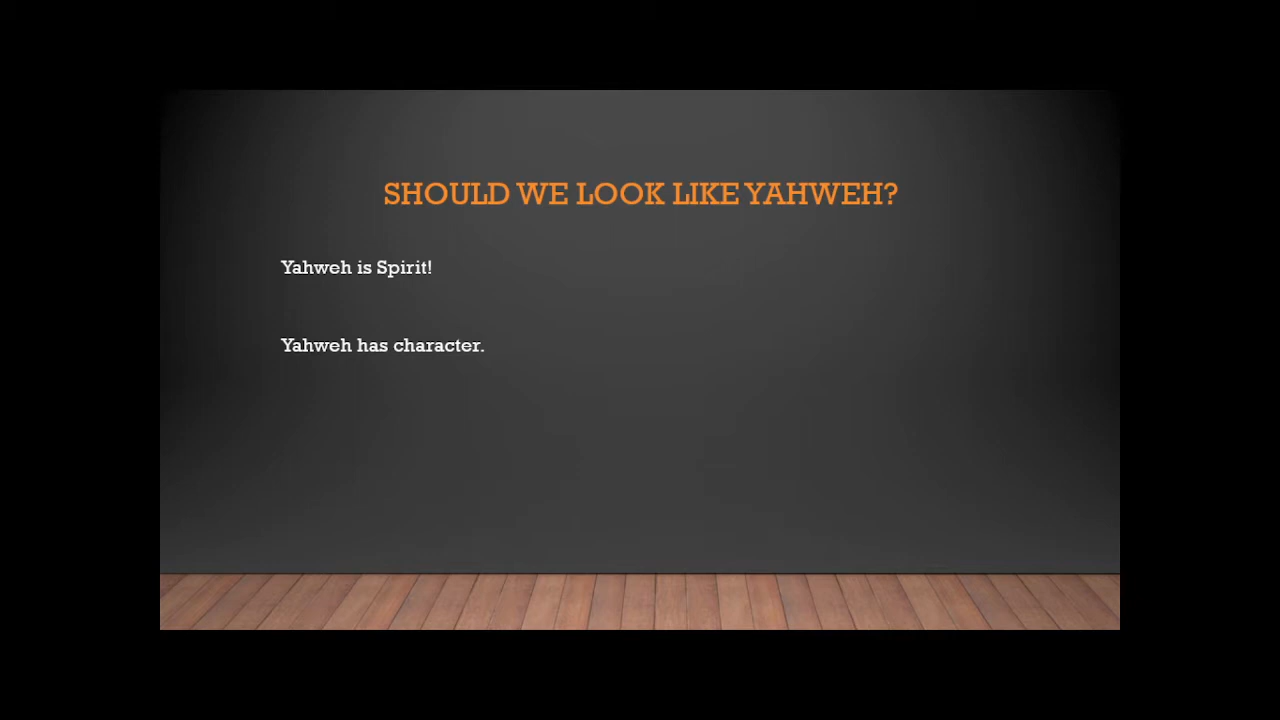 SHOULD WE LOOK LIKE YAHWEH?
Yahweh is Spirit!
Yahweh has character.